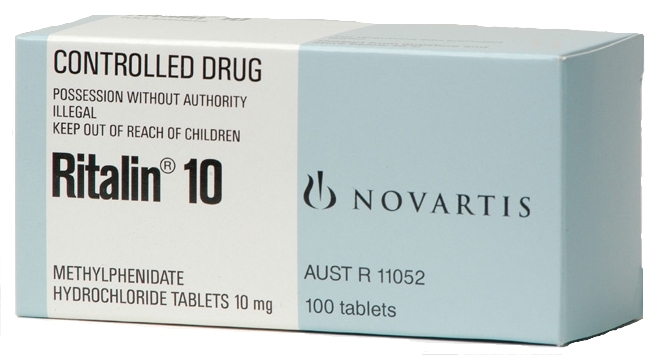 CONTROLLED DRUG
POSSESSION WITHOUT AUTHORITY
ILLEGAL
KEEP OUT OF REACH OF CHILDREN
Ritalin® 10
METHYLPHENIDATE
HYDROCHLORIDE TABLETS 10 mg
NOVARTIS
AUST R 11052
100 tablets